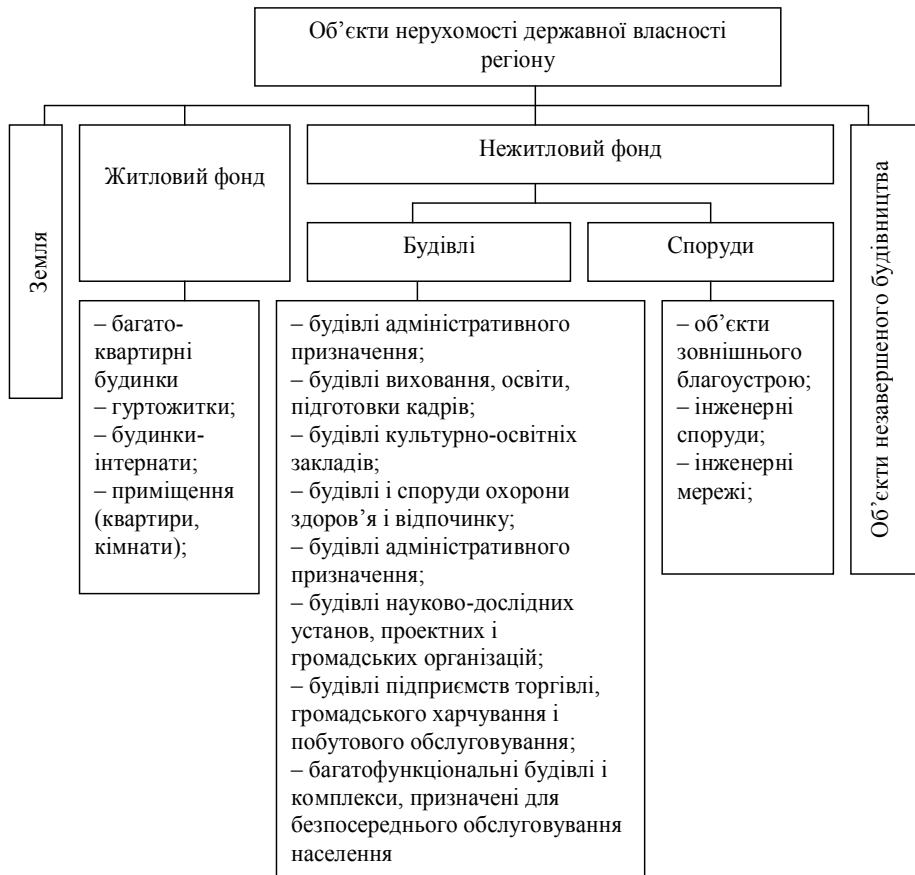 Об’єкти нерухомості державної власності
регіону
Земля
Житловий фонд
Нежитловий фонд
Об’єкти незавершеного будівництва
Будівлі
Споруди
– багато-
квартирні
будинки
– гуртожитки;
– будинки-
інтернати;
– приміщення
(квартири,
кімнати);
– будівлі адміністративного
призначення;
– будівлі виховання, освіти,
підготовки кадрів;
– будівлі культурно-освітніх
закладів;
– будівлі і споруди охорони
здоров’я і відпочинку;
– будівлі адміністративного
призначення;
– будівлі науково-дослідних
установ, проектних і
громадських організацій;
– будівлі підприємств торгівлі,
громадського харчування і
побутового обслуговування;
– багатофункціональні будівлі і
комплекси, призначені для
безпосереднього обслуговування
населення
– об’єкти
зовнішнього
благоустрою;
– інженерні
споруди;
– інженерні
мережі;